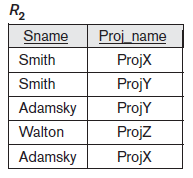 R2
Sname Proj_name
Smith ProjX
Smith ProjY
Adamsky ProjY
Walton ProjZ
Adamsky ProjX